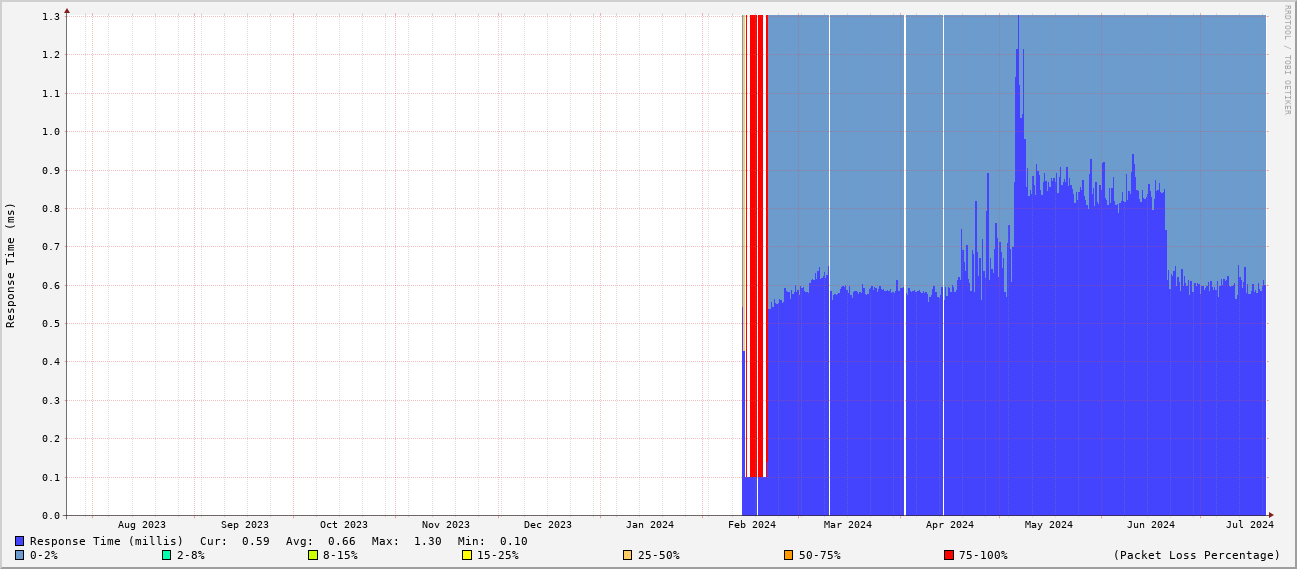 RRDTOOL / TOBI OETIKER
Response Time (ms)
1.3
1.2
1.1
1.0
0.9
0.8
0.7
0.6
0.5
0.4
0.3
0.2
0.1
0.0
Aug 2023 Sep 2023 Oct 2023 Nov 2023 Dec 2023 Jan 2024 Feb 2024 Mar 2024 Apr 2024 May 2024 Jun 2024 Jul 2024
Response Time (millis) Cur: 0.59 Avg: 0.66 Max: 1.30 Min: 0.10
0-2% 2-8% 8-15% 15-25% 25-50% 50-75% 75-100% (Packet Loss Percentage)